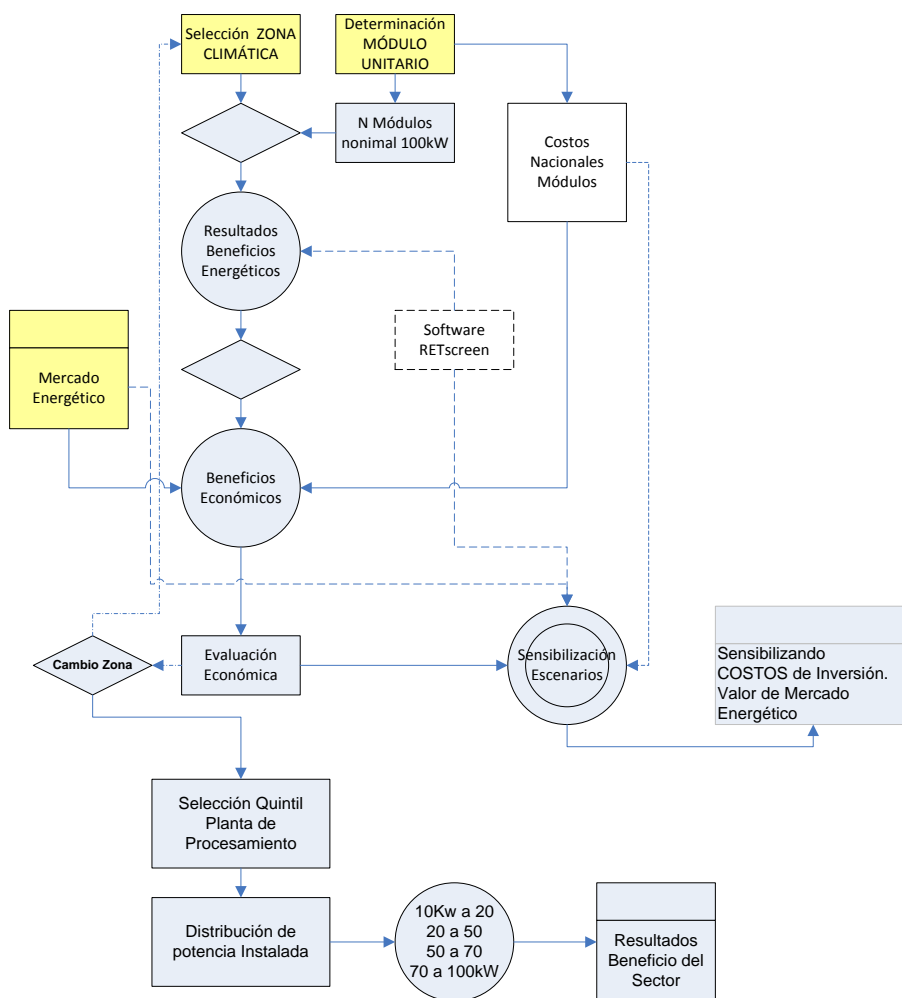 Selección ZONA
CLIMÁTICA
Determinación
MÓDULO
UNITARIO
N Módulos
nonimal 100kW
Costos
Nacionales
Módulos
Resultados
Beneficios
Energéticos
Software
RETscreen
Mercado
Energético
Beneficios
Económicos
Cambio Zona
Evaluación
Económica
Sensibilización
Escenarios
Sensibilizando
COSTOS de Inversión.
Valor de Mercado
Energético
Selección Quintil
Planta de
Procesamiento
Distribución de
potencia Instalada
10Kw a 20
20 a 50
50 a 70
70 a 100kW
Resultados
Beneficio del
Sector